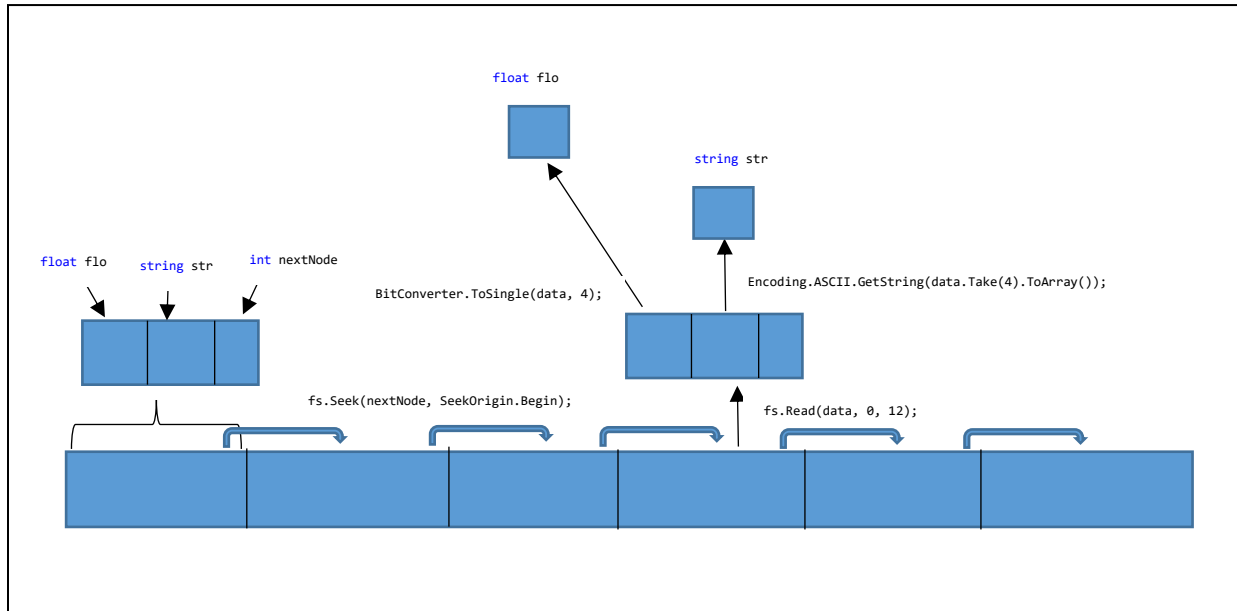 float flo
string str
float flo
string str
int nextNode
BitConverter.ToSingle(data, 4);
Encoding.ASCII.GetString(data.Take(4).ToArray());
fs.Seek(nextNode, SeekOrigin.Begin);
fs.Read(data, 0, 12);